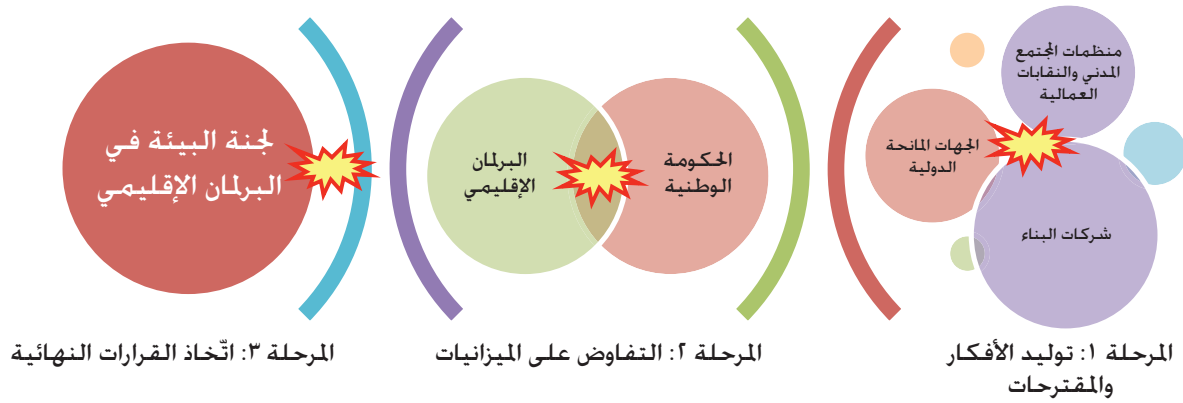 منظمات المجتمع
المدني والنقابات
العمالية
الجهات المانحة
الدولية
شركات البناء
المرحلة ١: توليد الأفكار
والمقترحات
الحكومة
الوطنية
البرلمان
الإقليمي
المرحلة ٢: التفاوض على الميزانيات
لجنة البيئة في
البرلمان الإقليمي
المرحلة ٣: اتّخاذ القرارات النهائية